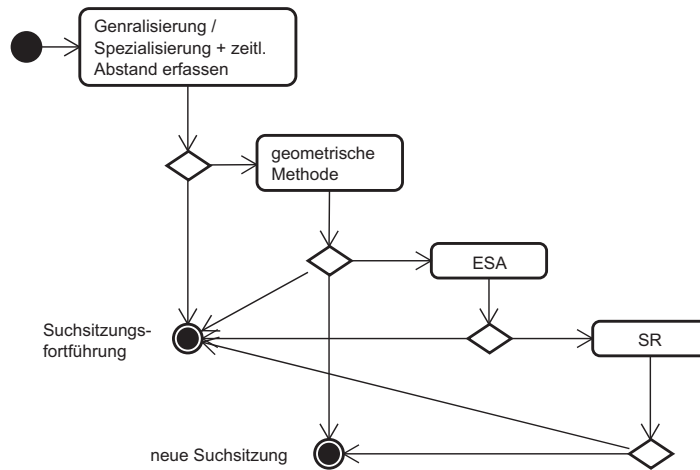 Genralisierung /
Spezialisierung + zeitl.
Abstand erfassen
geometrische
Methode
ESA
Suchsitzungs-
fortführung
SR
neue Suchsitzung